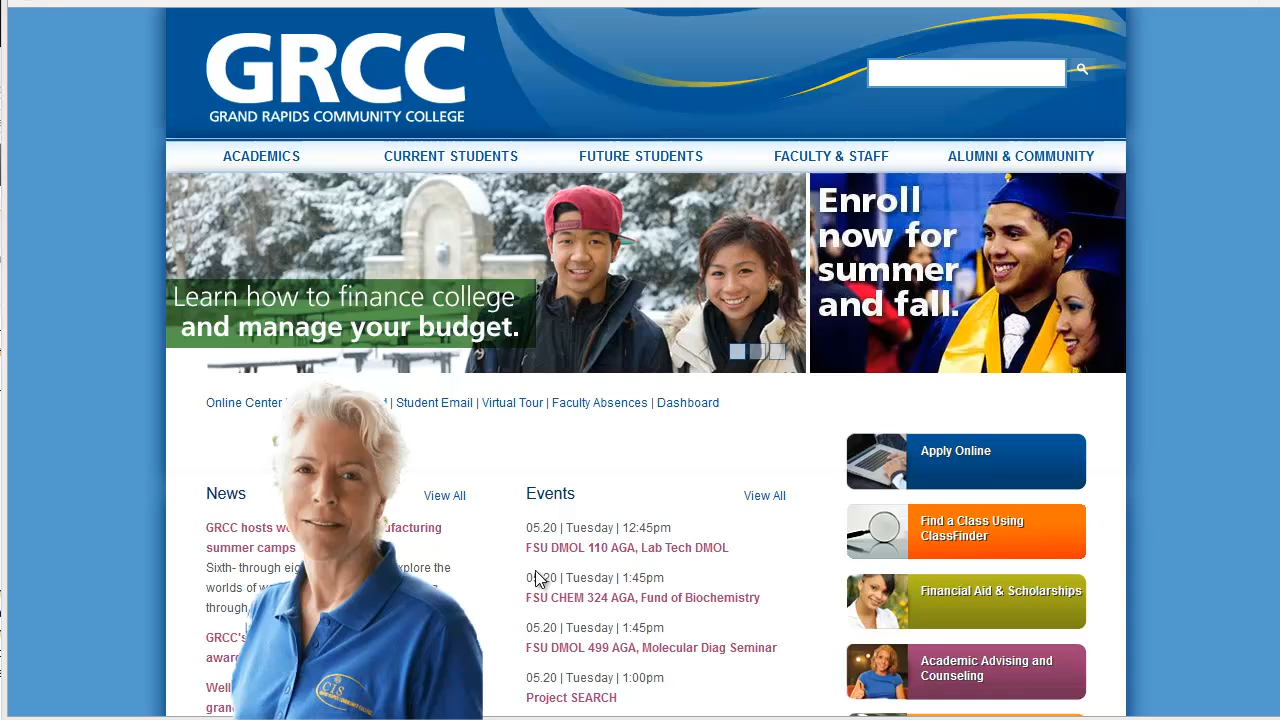 GRCC
GRAND RAPIDS COMMUNITY COLLEGE
ACADEMICS CURRENT STUDENTS FUTURE STUDENTS FACULTY & STAFF ALUMNI & COMMUNITY
Learn how to finance college
and manage your budget.
Enroll
now for
summer
and fall.
Online Center | Student Email | Virtual Tour | Faculty Absences | Dashboard
News View All
GRCC hosts
summer camps
Sixth- through
worlds of
through,
GRCC's
Events View All
05.20 | Tuesday | 12:45pm
FSU DMOL 110 AGA, Lab Tech DMOL
05.20 | Tuesday | 1:45pm
FSU CHEM 324 AGA, Fund of Biochemistry
05.20 | Tuesday | 1:45pm
FSU DMOL 499 AGA, Molecular Diag Seminar
05.20 | Tuesday | 1:00pm
Project SEARCH
Apply Online
Find a Class Using
ClassFinder
Financial Aid & Scholarships
Academic Advising and
Counseling
cis